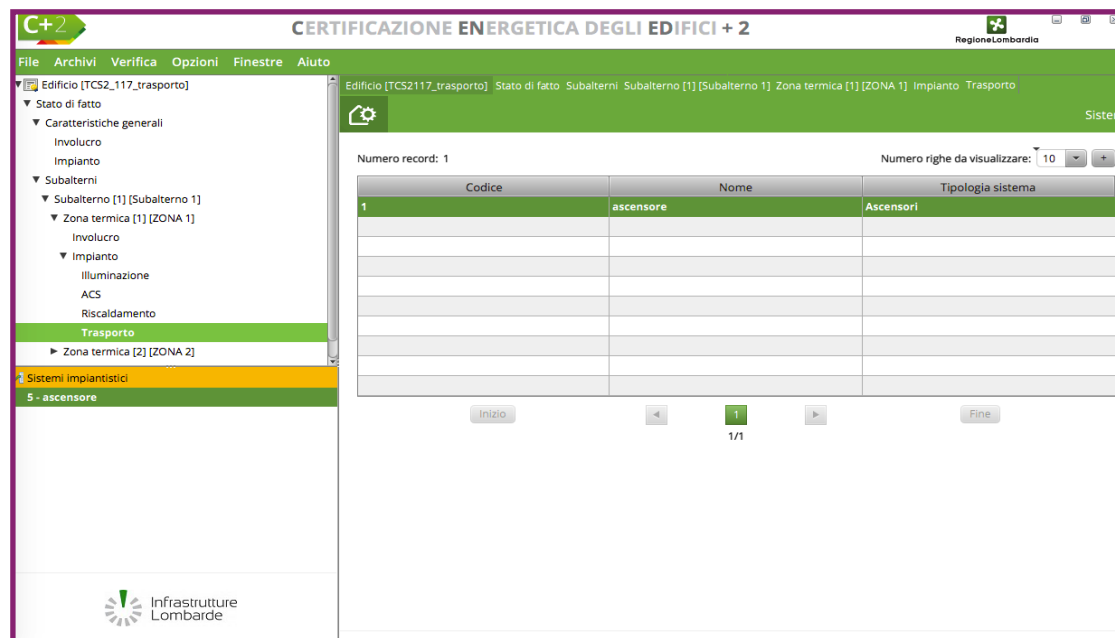 C+2
CERTIFICAZIONE ENERGETICA DEGLI EDIFICI + 2
RegioneLombardia
File Archivi Verifica Opzioni Finestre Aiuto
Edificio [TCS2_117_trasporto]
Stato di fatto
Caratteristiche generali
Involucro
Impianto
Subalterni
Subalterno [1] [Subalterno 1]
Zona termica [1] [ZONA 1]
Involucro
Impianto
Illuminazione
ACS
Riscaldamento
Trasporto
Zona termica [2] [ZONA 2]
Sistemi impiantistici
5 - ascensore
Infrastrutture
Lombarde
Edificio [TCS2117_trasporto] Stato di fatto Subalterni Subalterno [1] [Subalterno 1] Zona termica [1] [ZONA 1] Impianto Trasporto
Sister
Numero record: 1
Numero righe da visualizzare: 10 +
Codice Nome Tipologia sistema
1 ascensore Ascensori
Inizio 1 Fine
1/1